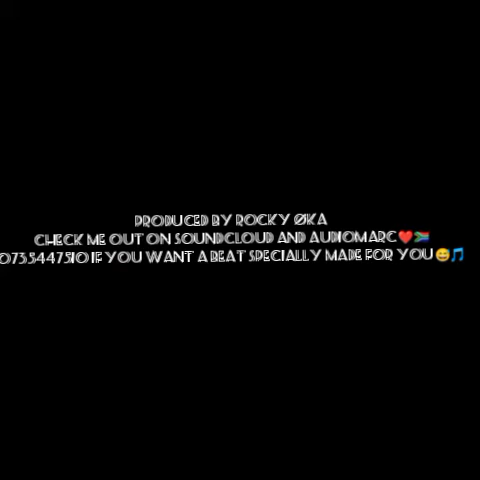 PRODUCED BY ROCKY ØKA
CHECK ME OUT ON SOUNDCLOUD AND AUDIOMARC❤️🇿🇦
0735447510 IF YOU WANT A BEAT SPECIALLY MADE FOR YOU😅🎵